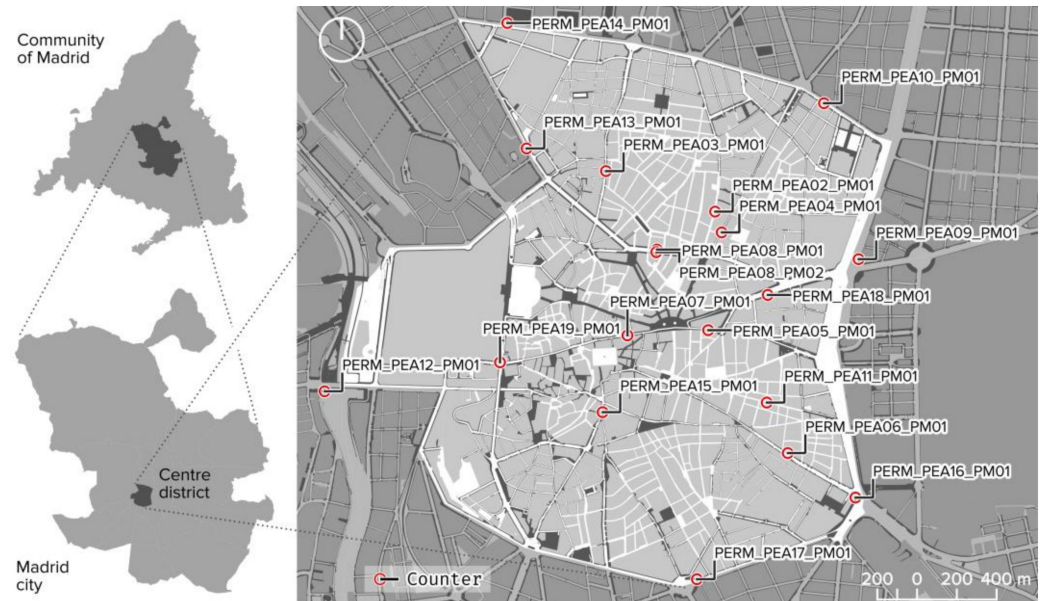 Community
of Madrid
PERM_PEA14_PM01
PERM_PEA10_PM01
PERM_PEA13_PM01
PERM_PEA03_PM01
PERM_PEA02_PM01
PERM_PEA04_PM01
PERM_PEA09_PM01
PERM_PEA08_PM01
PERM_PEA08_PM02
PERM_PEA07_PM01
PERM_PEA18_PM01
PERM_PEA19_PM01
PERM_PEA05_PM01
PERM_PEA12_PM01
PERM_PEA15_PM01
PERM_PEA11_PM01
PERM_PEA06_PM01
Centre
district
PERM_PEA16_PM01
PERM_PEA17_PM01
Madrid
city
Counter
200 0 200 400 m